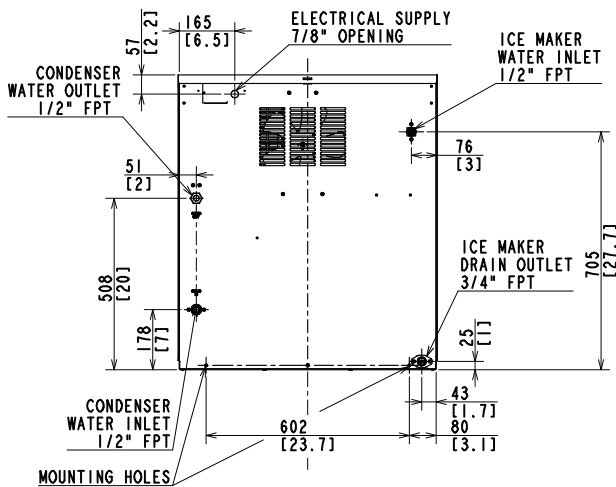 165
[6.5]
57
[2.2]
ELECTRICAL SUPPLY
7/8" OPENING
ICE MAKER
WATER INLET
1/2" FPT
CONDENSER
WATER OUTLET
1/2" FPT
76
[3]
51
[2]
705
[27.7]
508
[20]
ICE MAKER
DRAIN OUTLET
3/4" FPT
178
[7]
25
[1]
43
[1.7]
CONDENSER
WATER INLET
1/2" FPT
602
[23.7]
80
[3.1]
MOUNTING HOLES